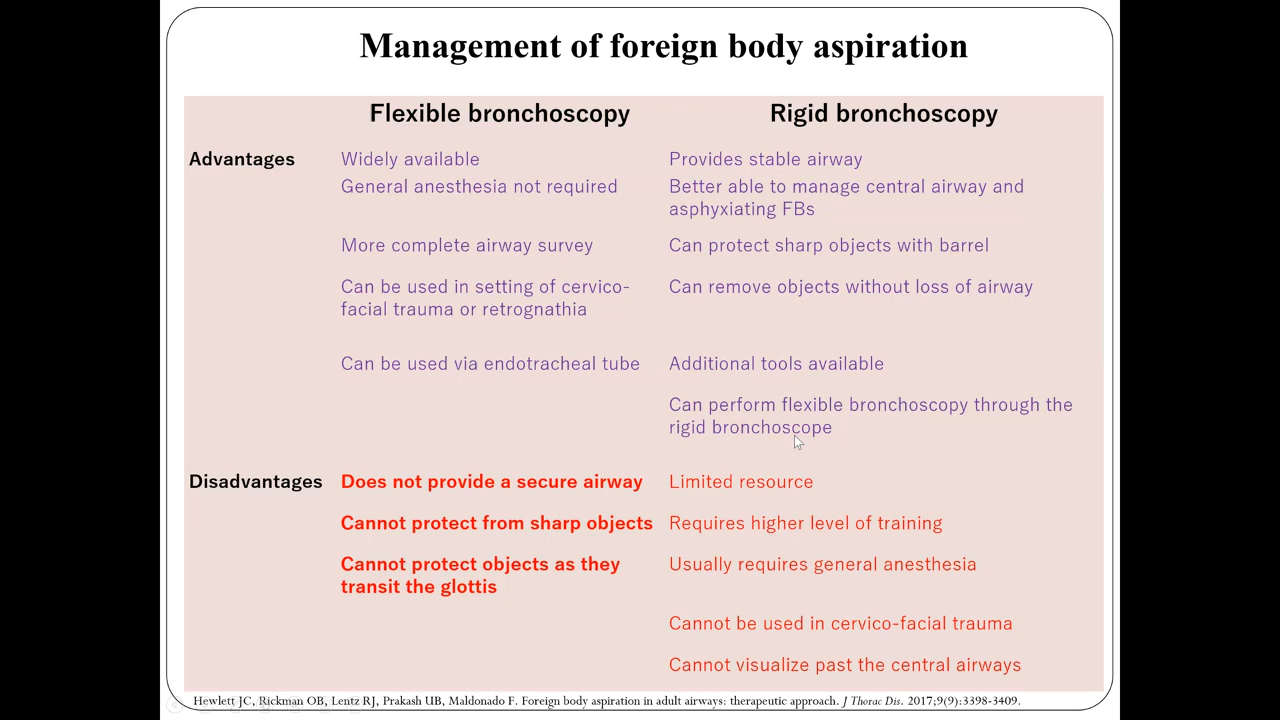 Management of foreign body aspiration
Flexible bronchoscopy Rigid bronchoscopy
Advantages Widely available Provides stable airway
General anesthesia not required Better able to manage central airway and
asphyxiating FBs
More complete airway survey Can protect sharp objects with barrel
Can be used in setting of cervico- Can remove objects without loss of airway
facial trauma or retrognathia
Can be used via endotracheal tube Additional tools available
Can perform flexible bronchoscopy through the
rigid bronchoscope
Disadvantages Does not provide a secure airway Limited resource
Cannot protect from sharp objects Requires higher level of training
Cannot protect objects as they Usually requires general anesthesia
transit the glottis
Cannot be used in cervico-facial trauma
Cannot visualize past the central airways
Hewlett JC, Rickman OB, Lentz RJ, Prakash UB, Maldonado F. Foreign body aspiration in adult airways: therapeutic approach. J Thorac Dis. 2017;9(9):3398-3409.